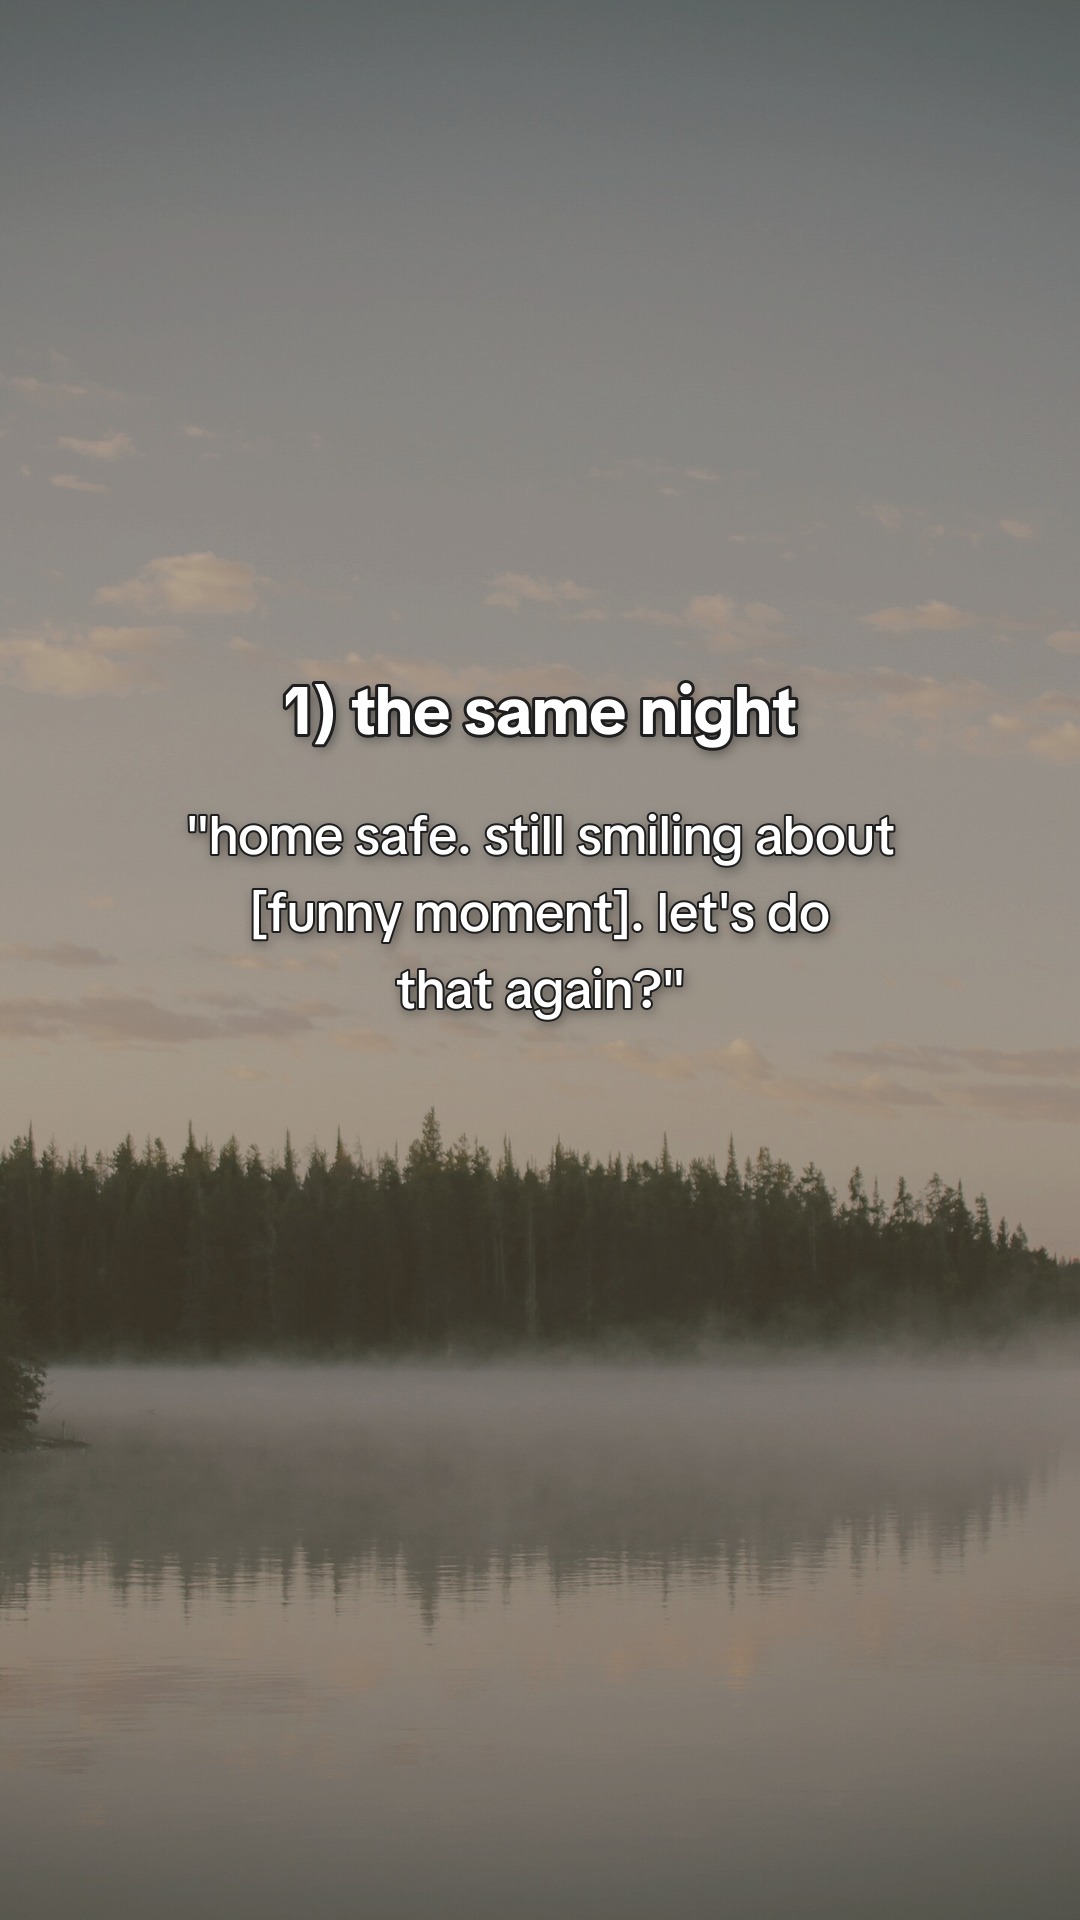 1) the same night
"home safe. still smiling about
[funny moment]. let's do
that again?"